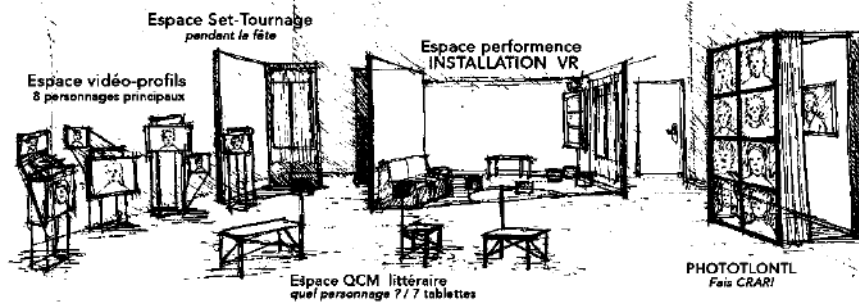 Espace Set-Tournage
pendant la fête
Espace performence
INSTALLATION VR
Espace vidéo-profils
8 personnages principaux
Espace QCM littéraire
quel personnage ? / 7 tablettes
PHOTOTLONTL
Fais CRAR!